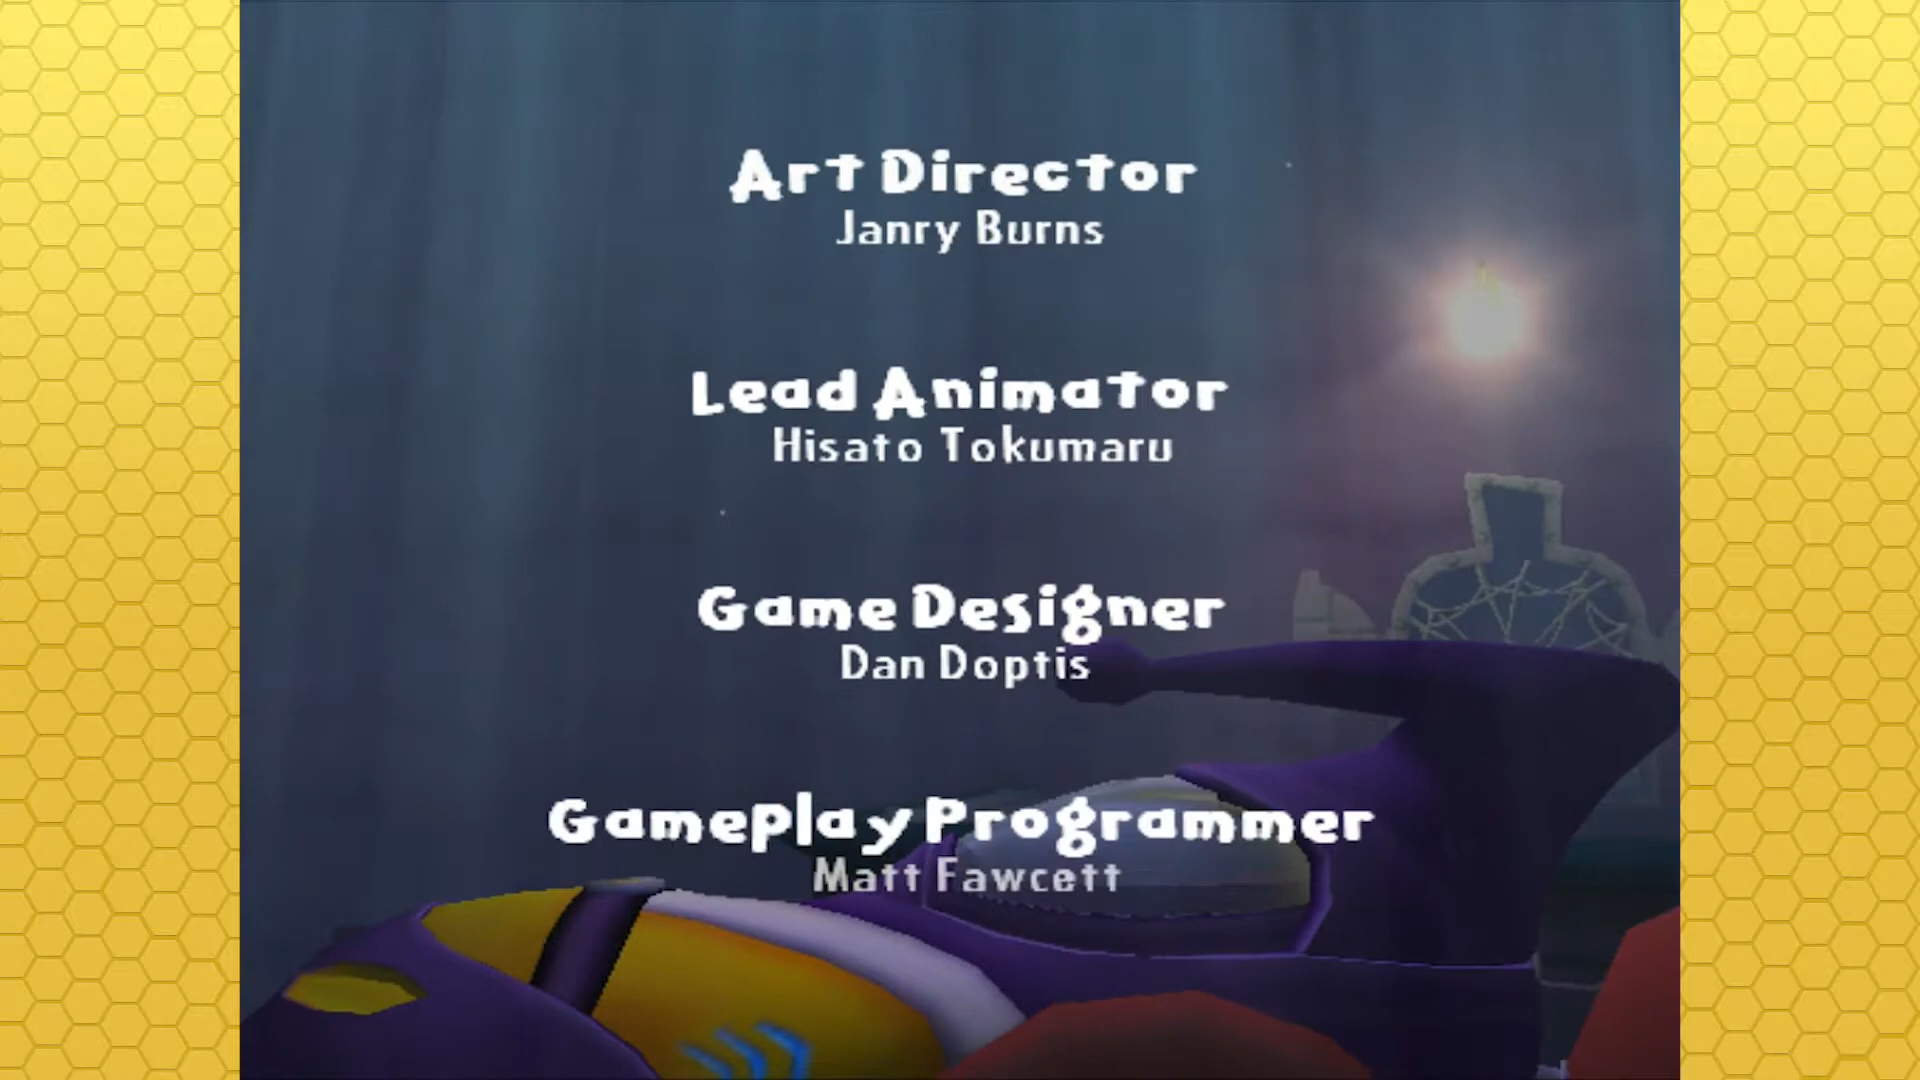 Art Director
Janry Burns
Lead Animator
Hisato Tokumaru
Game Designer
Dan Doptis
Gameplay Programmer
Matt Fawcett